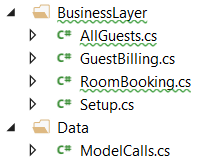 BusinessLayer
C# AllGuests.cs
C# GuestBilling.cs
C# RoomBooking.cs
C# Setup.cs
Data
C# ModelCalls.cs